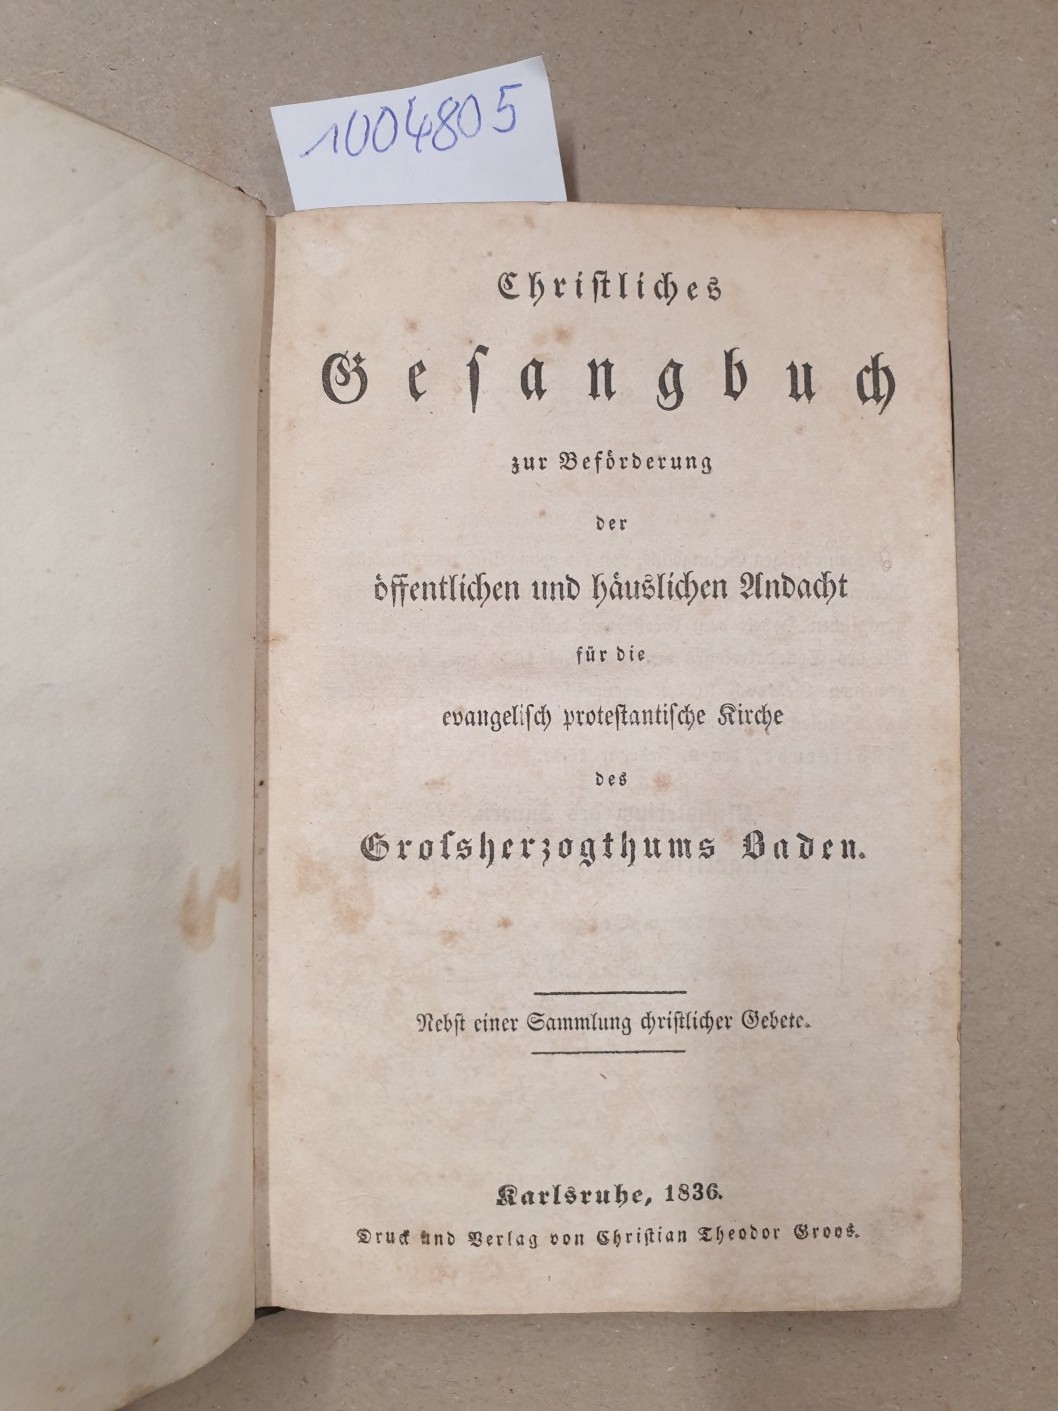 1004805
Christliches
Gesangbuch
zur Beförderung
der
öffentlichen und häuslichen Andacht
für die
evangelisch protestantische Kirche
des
Grossherzogthums Baden.
Nebst einer Sammlung christlicher Gebete.
Karlsruhe, 1836.
Druck und Verlag von Christian Theodor Groos.